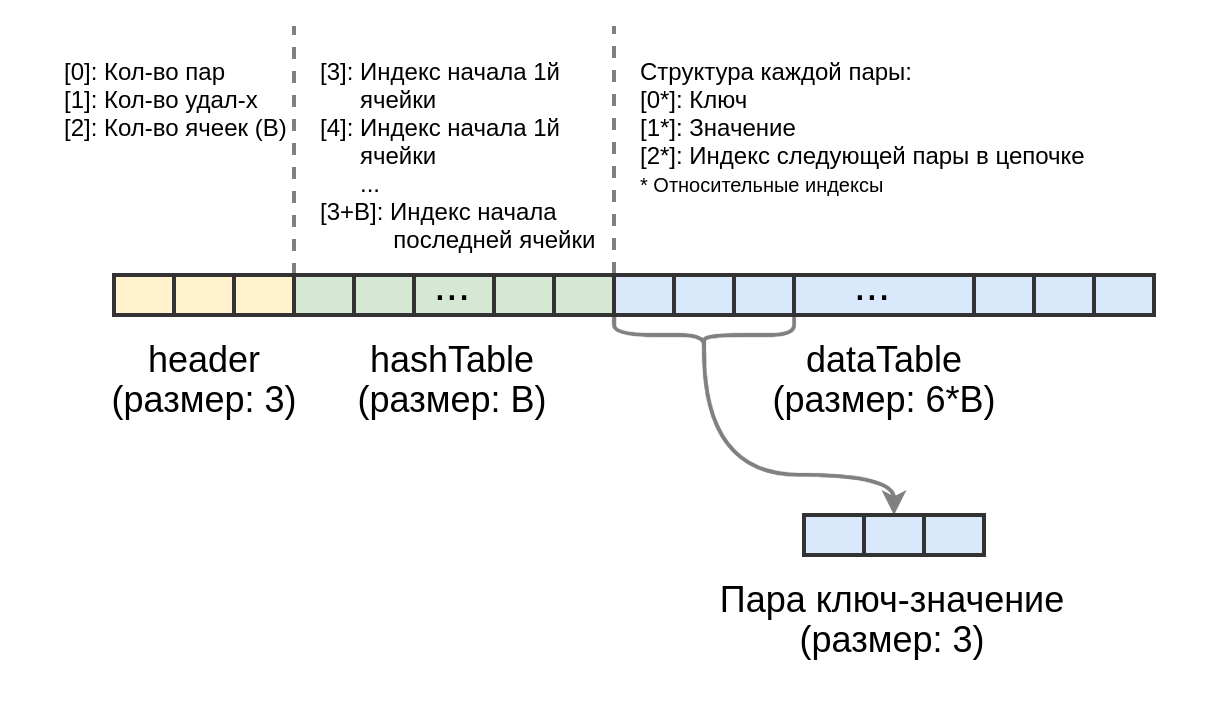 [0]: Кол-во пар
[1]: Кол-во удал-х
[2]: Кол-во ячеек (B)
[3]: Индекс начала 1й
ячейки
[4]: Индекс начала 1й
ячейки
...
[3+B]: Индекс начала
последней ячейки
Структура каждой пары:
[0*]: Ключ
[1*]: Значение
[2*]: Индекс следующей пары в цепочке
* Относительные индексы
...
...
header
(размер: 3)
hashTable
(размер: B)
dataTable
(размер: 6*B)
Пара ключ-значение
(размер: 3)